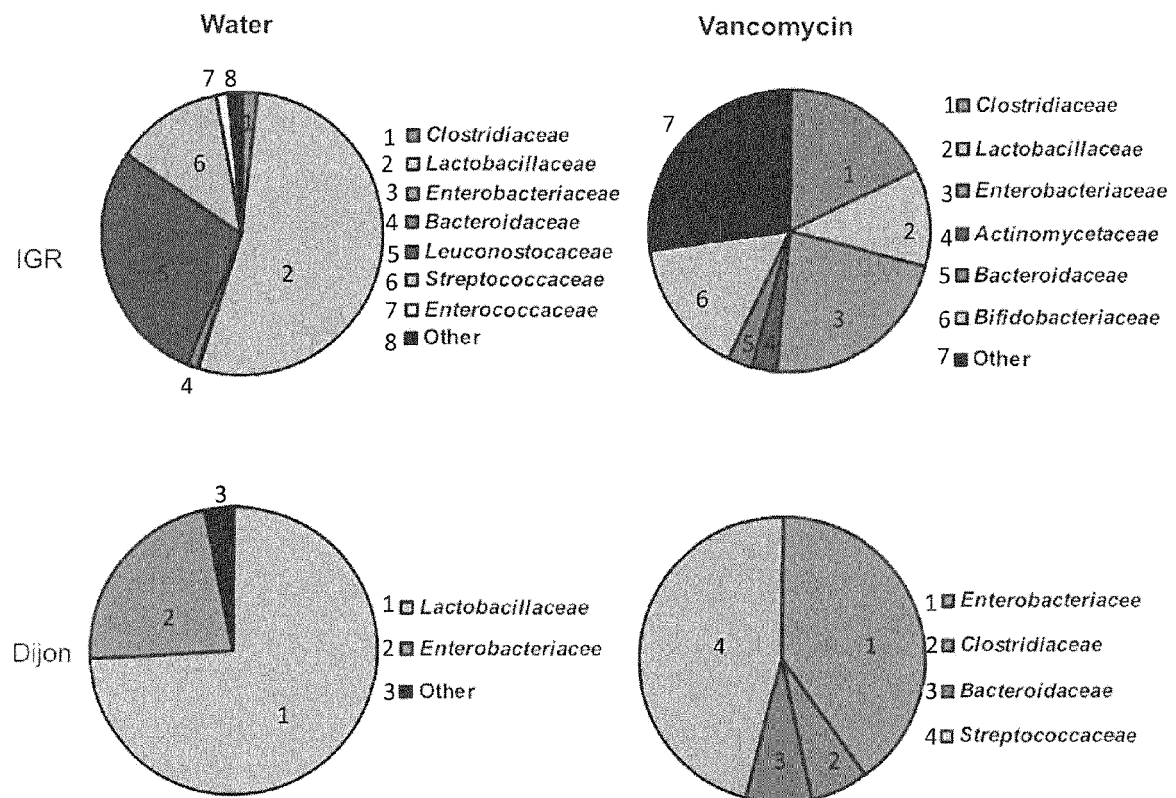 Water
Vancomycin
IGR
7 8
6
5
2
4
1 Clostridiaceae
2 Lactobacillaceae
3 Enterobacteriaceae
4 Bacteroidaceae
5 Leuconostocaceae
6 Streptococcaceae
7 Enterococcaceae
8 Other
7
1
2
6
3
5 4
1 Clostridiaceae
2 Lactobacillaceae
3 Enterobacteriaceae
4 Actinomycetaceae
5 Bacteroidaceae
6 Bifidobacteriaceae
7 Other
Dijon
3
2
1
1 Lactobacillaceae
2 Enterobacteriacee
3 Other
4
1
3 2
1 Enterobacteriacee
2 Clostridiaceae
3 Bacteroidaceae
4 Streptococcaceae